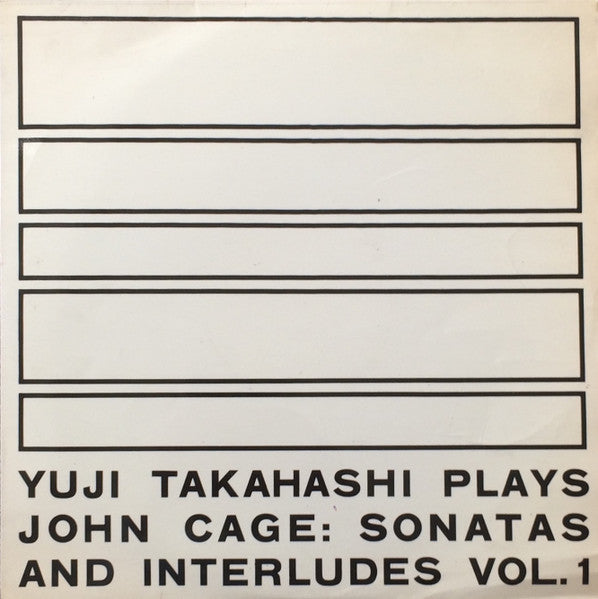 YUJI TAKAHASHI PLAYS
JOHN CAGE: SONATAS
AND INTERLUDES VOL.1